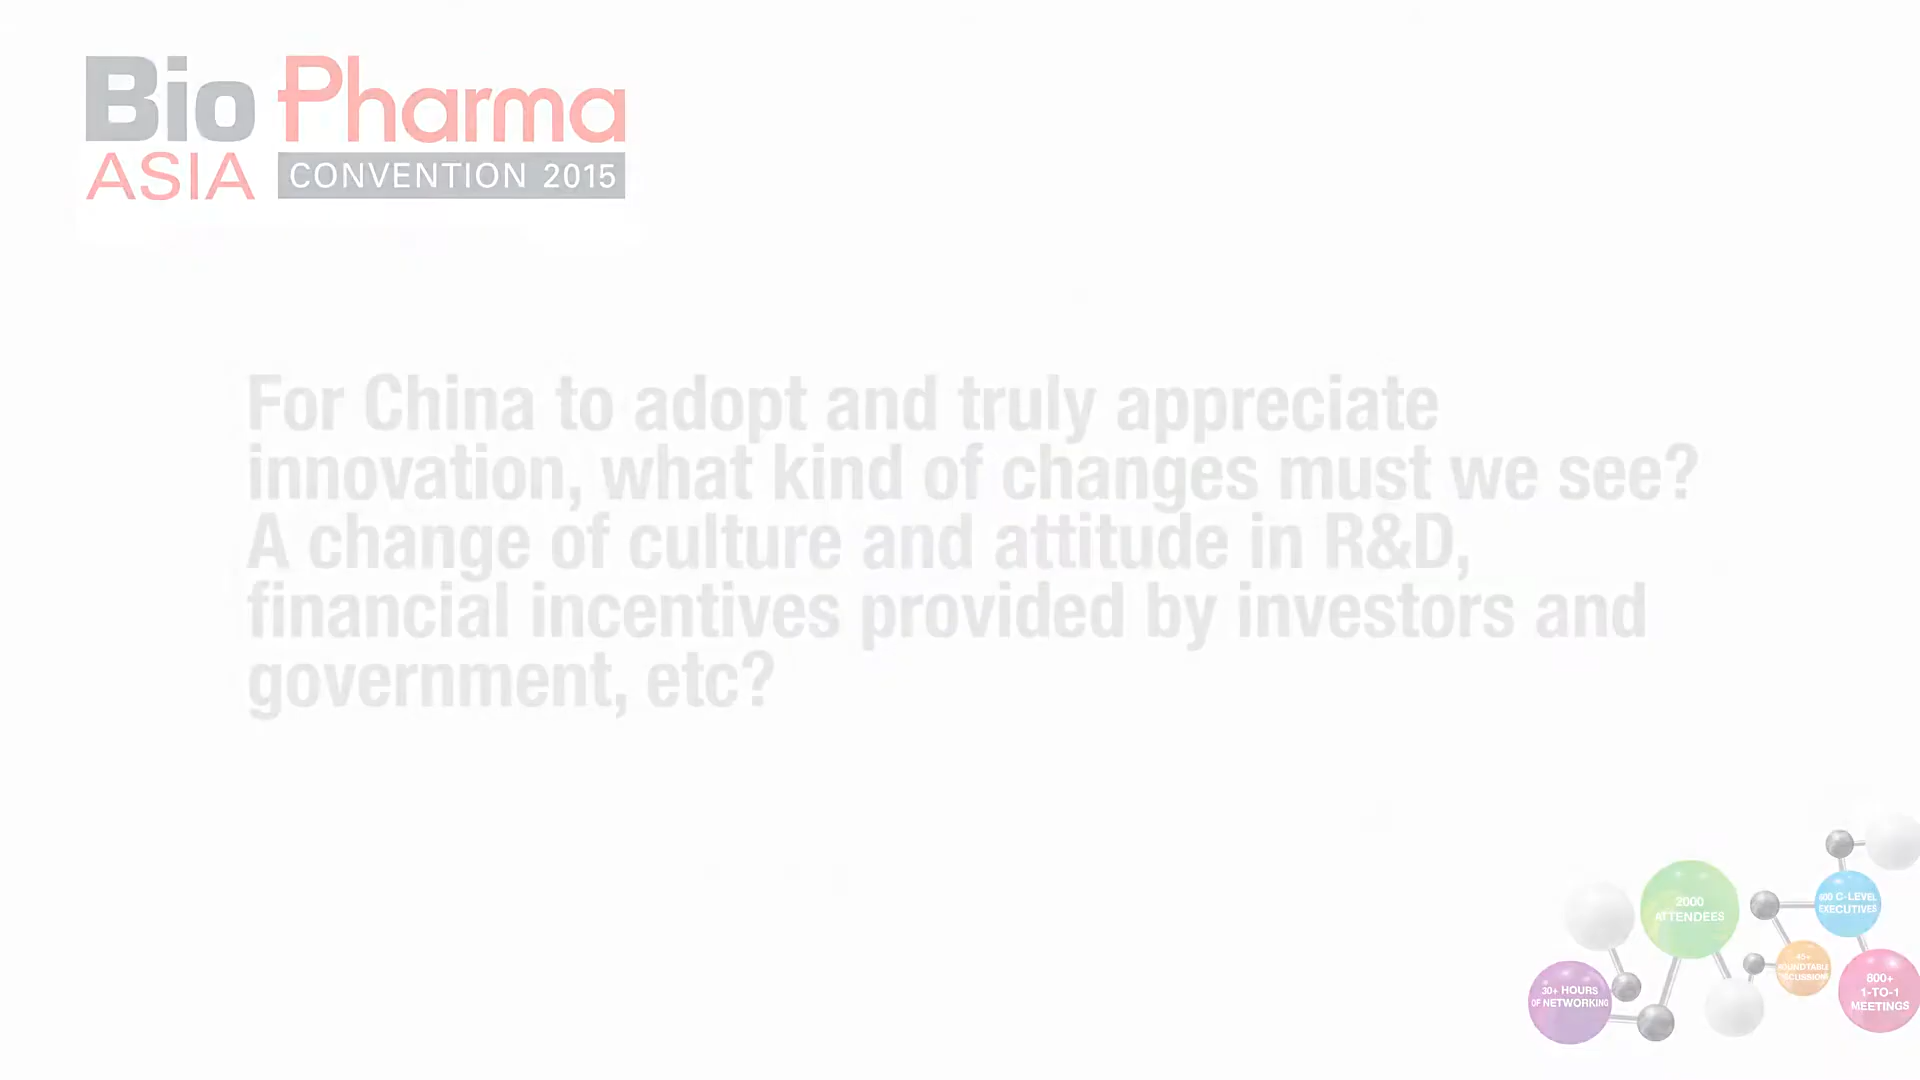 Bio Pharma
ASIA CONVENTION 2015
For China to adopt and truly appreciate
innovation, what kind of changes must we see?
A change of culture and attitude in R&D,
financial incentives provided by investors and
government, etc?
2000
ATTENDEES
C-LEVEL
EXECUTIVES
30+ HOURS
OF NETWORKING
800+
1-TO-1
MEETINGS